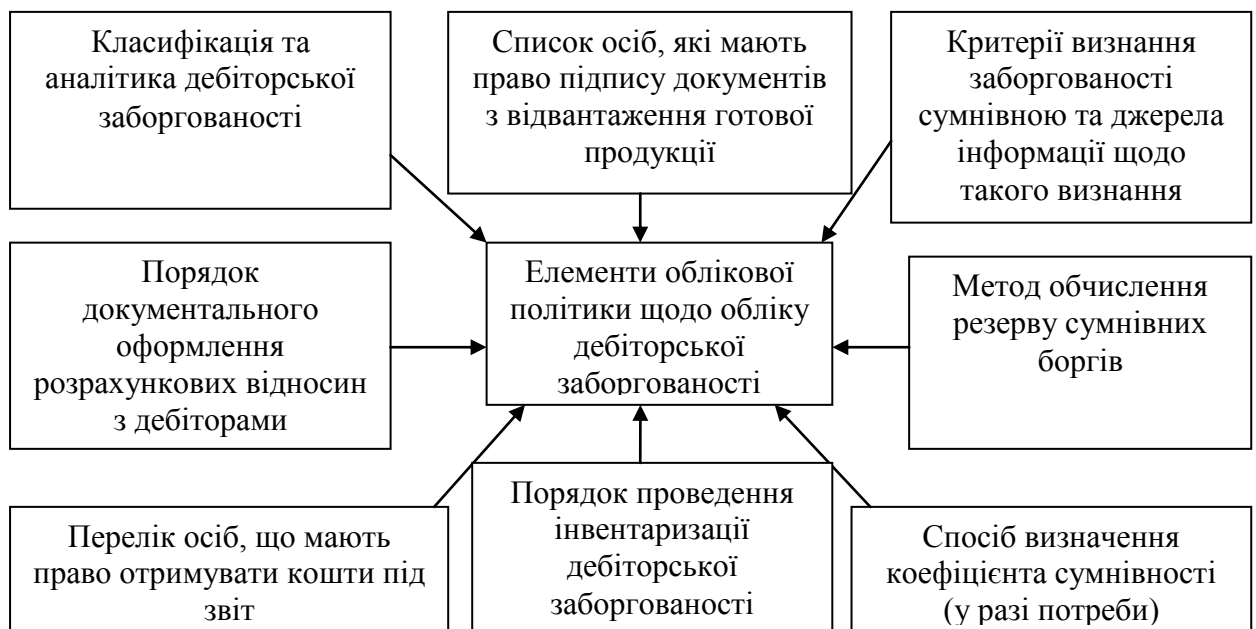 Класифікація та
аналітика дебіторської
заборгованості
Список осіб, які мають
право підпису документів
з відвантаження готової
продукції
Критерії визнання
заборгованості
сумнівною та джерела
інформації щодо
такого визнання
Порядок
документального
оформлення
розрахункових відносин
з дебіторами
Елементи облікової
політики щодо обліку
дебіторської
заборгованості
Метод обчислення
резерву сумнівних
боргів
Перелік осіб, що мають
право отримувати кошти під
звіт
Порядок проведення
інвентаризації
дебіторської
заборгованості
Спосіб визначення
коефіцієнта сумнівності
(у разі потреби)